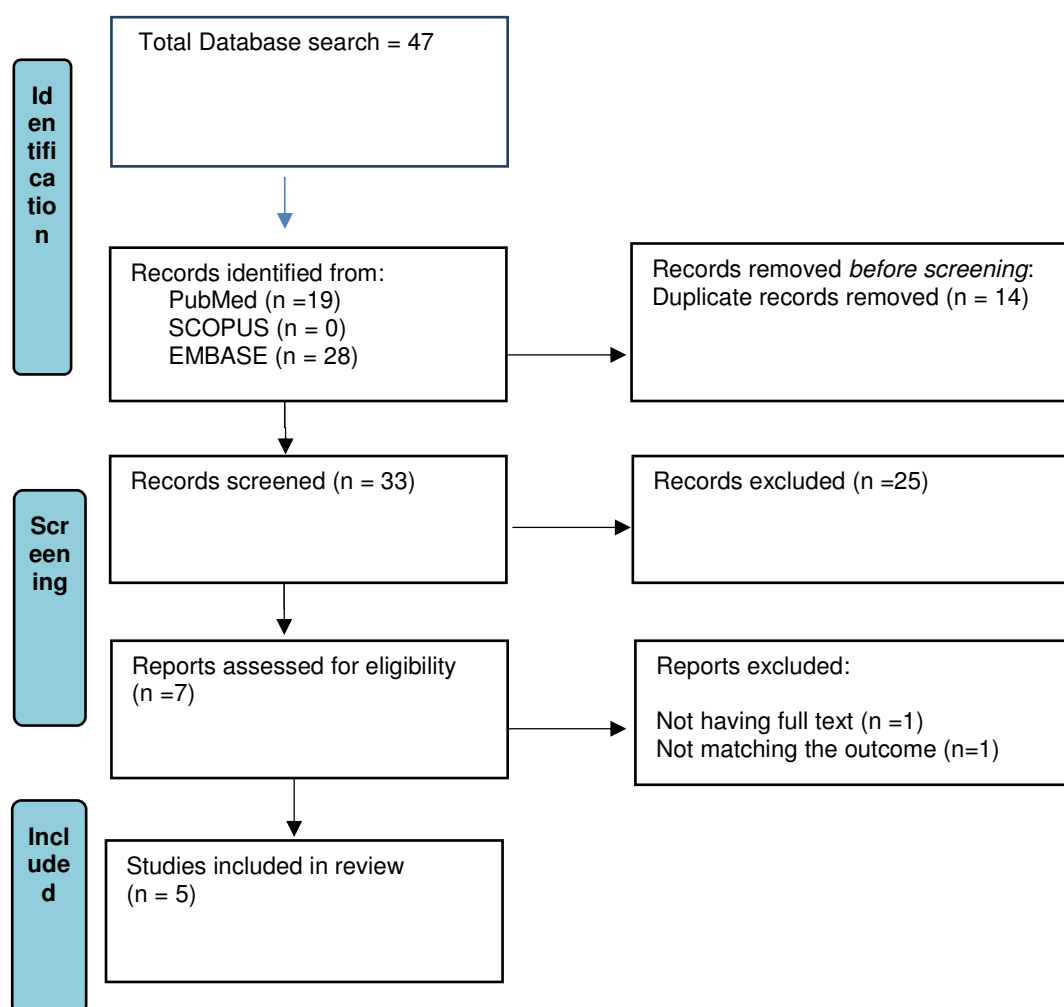 Total Database search = 47
Id
en
tifi
ca
tio
n
Records identified from:
PubMed (n =19)
SCOPUS (n = 0)
EMBASE (n = 28)
Records removed before screening:
Duplicate records removed (n = 14)
Records screened (n = 33)
Records excluded (n =25)
Scr
een
ing
Reports assessed for eligibility
(n =7)
Reports excluded:
Not having full text (n =1)
Not matching the outcome (n=1)
Incl
ude
d
Studies included in review
(n = 5)